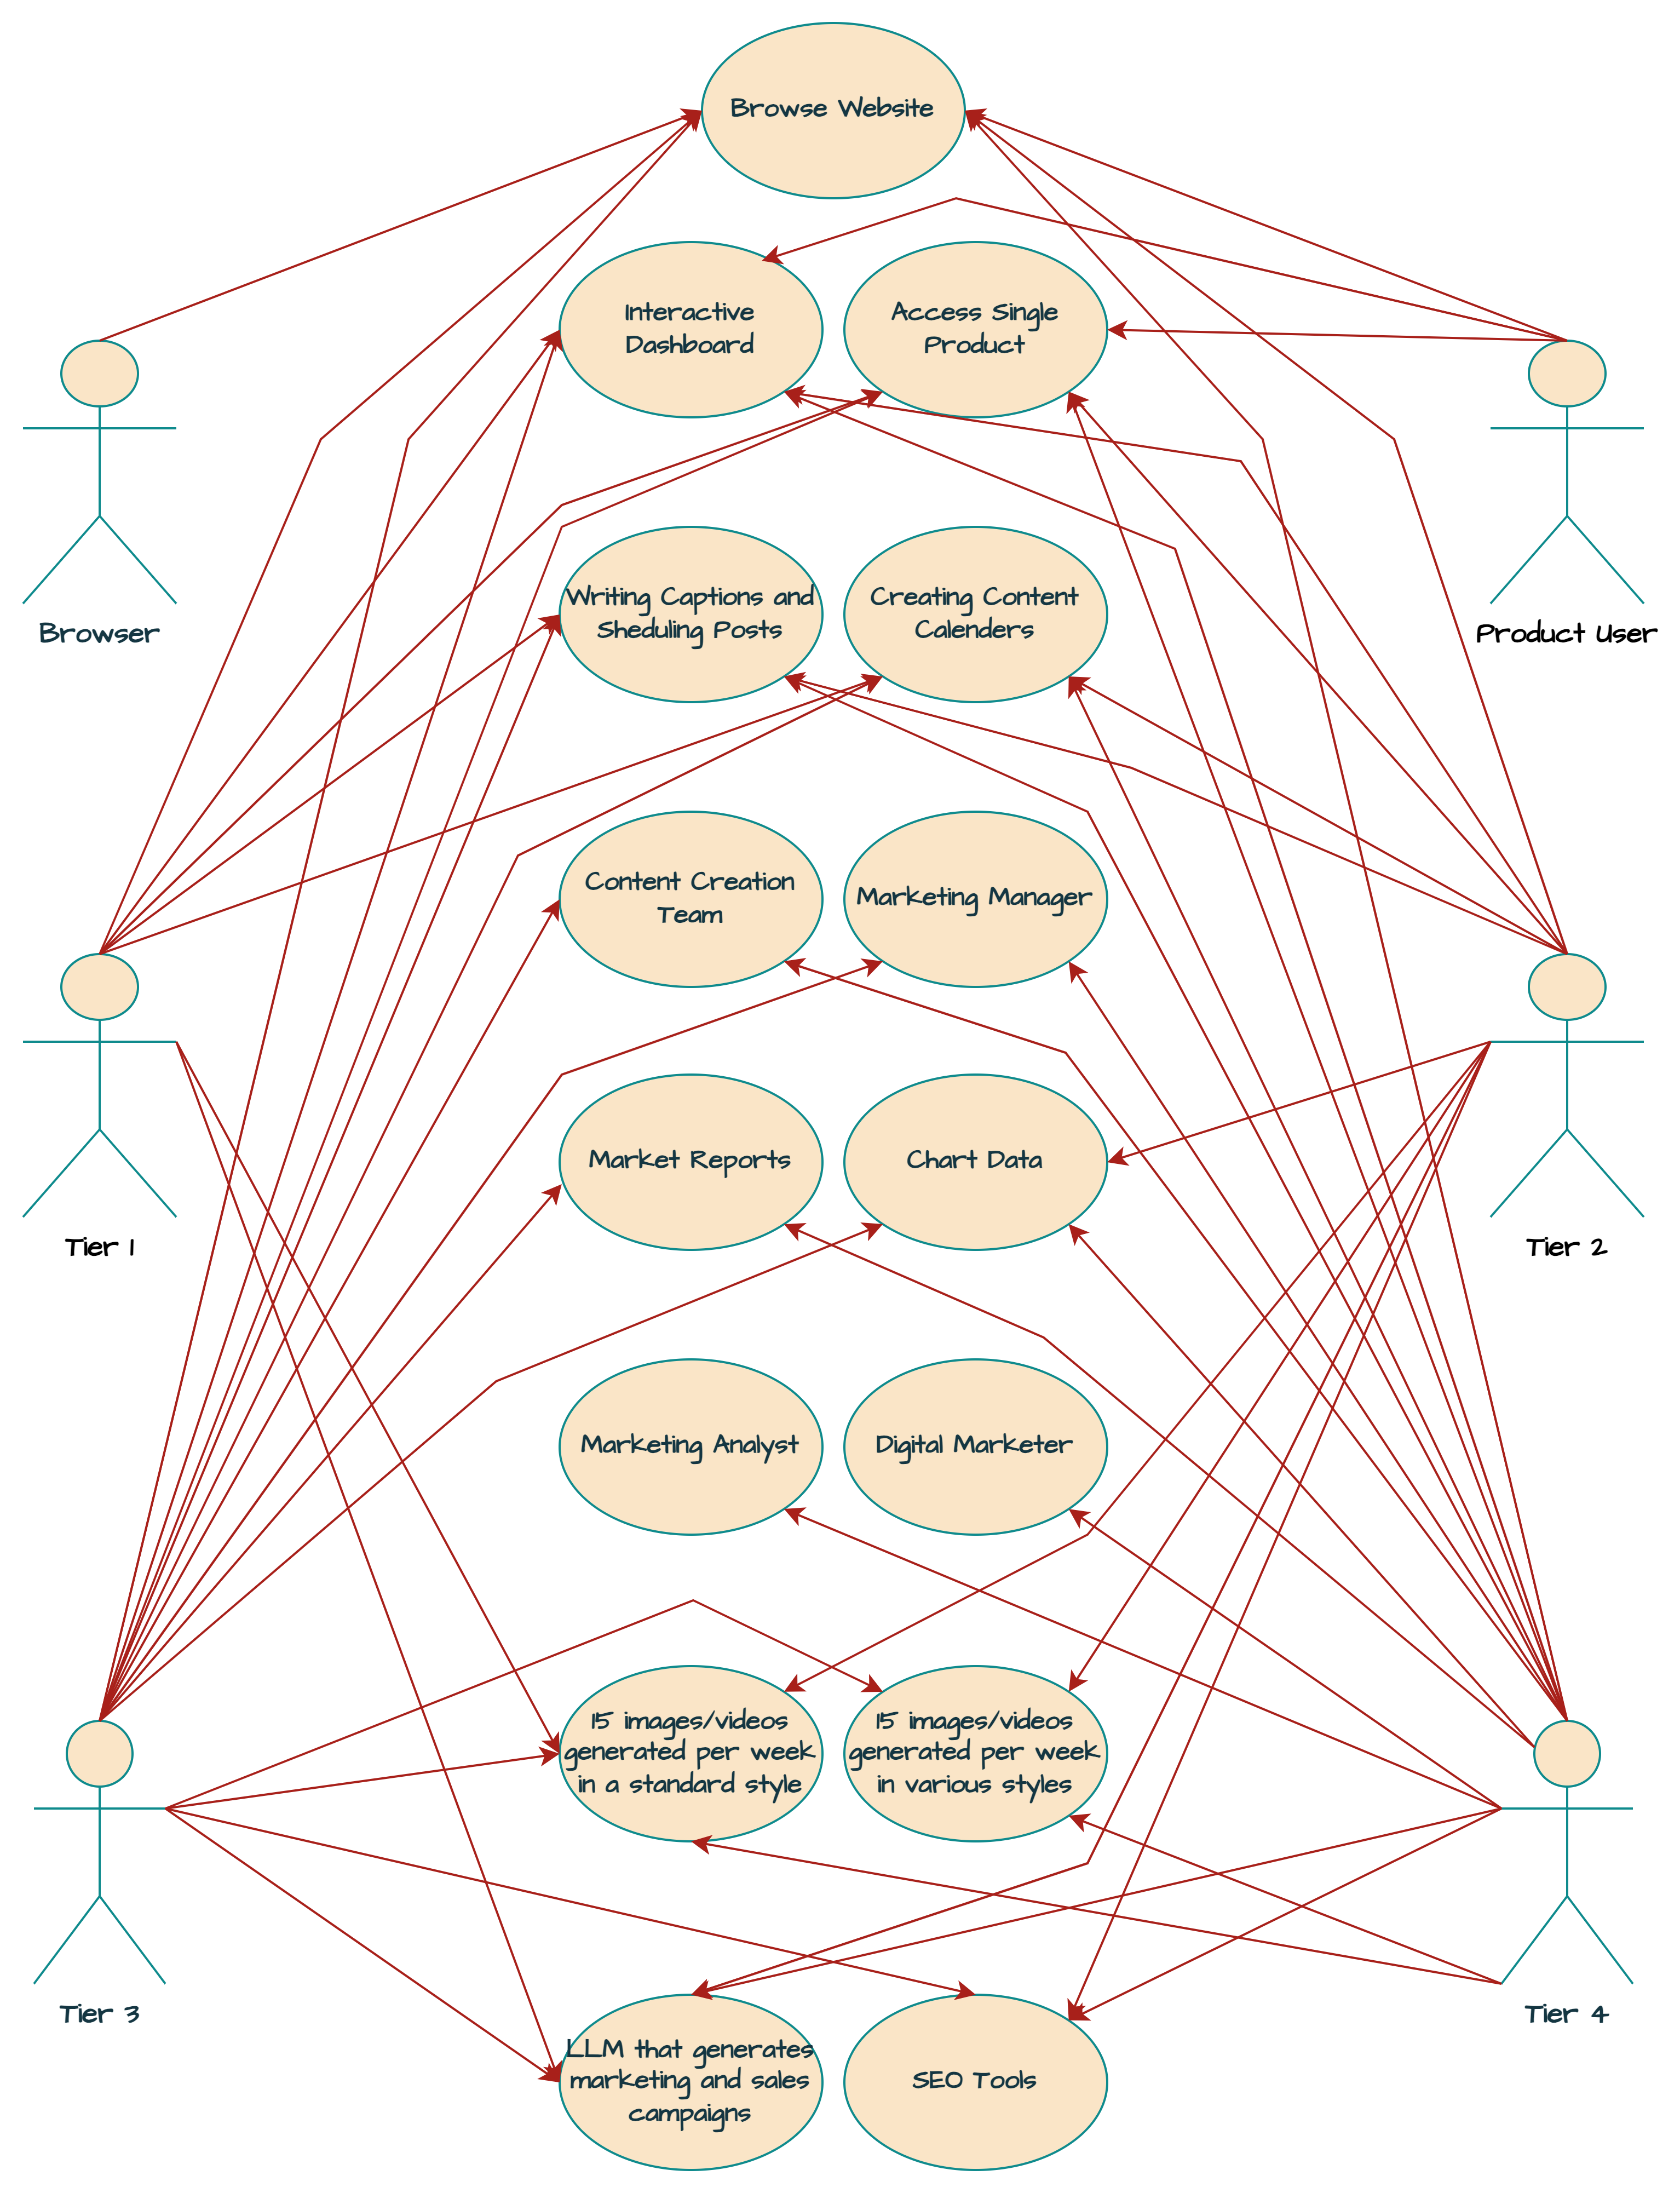 Browse Website
Interactive
Dashboard
Access Single
Product
Browser
Product User
Writing Captions and
Sheduling Posts
Creating Content
Calenders
Content Creation
Team
Marketing Manager
Market Reports
Chart Data
Tier 1
Tier 2
Marketing Analyst
Digital Marketer
15 images/videos
generated per week
in a standard style
15 images/videos
generated per week
in various styles
Tier 3
Tier 4
LLM that generates
marketing and sales
campaigns
SEO Tools